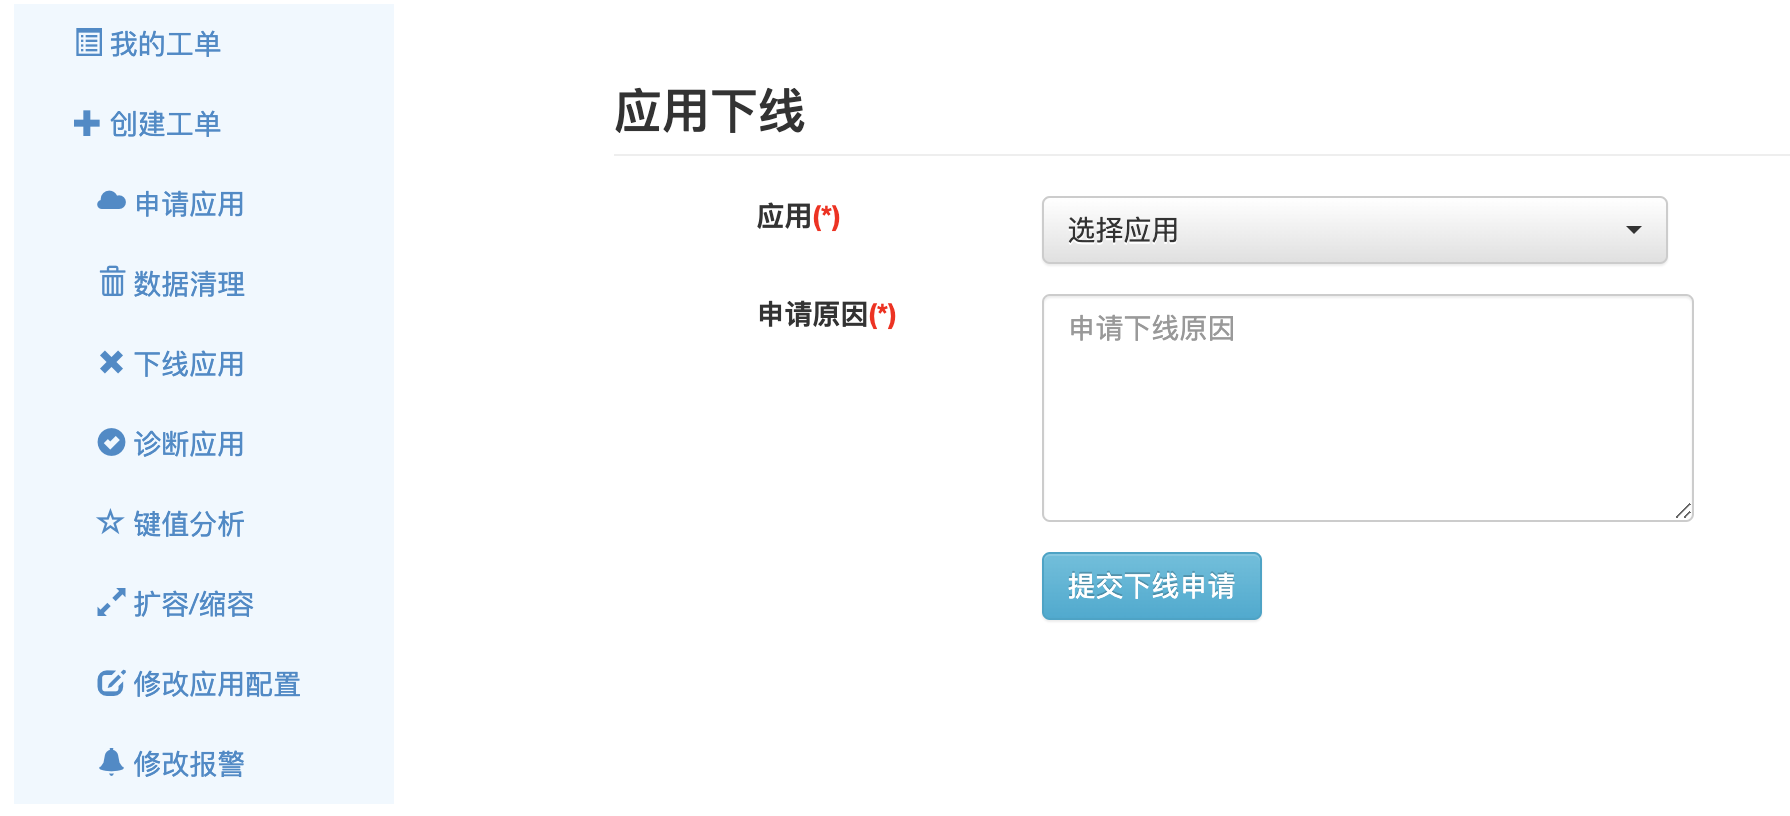 我的工单
创建工单
申请应用
数据清理
下线应用
诊断应用
键值分析
扩容/缩容
修改应用配置
修改报警
应用下线
应用(*)
选择应用
申请原因(*)
申请下线原因
提交下线申请